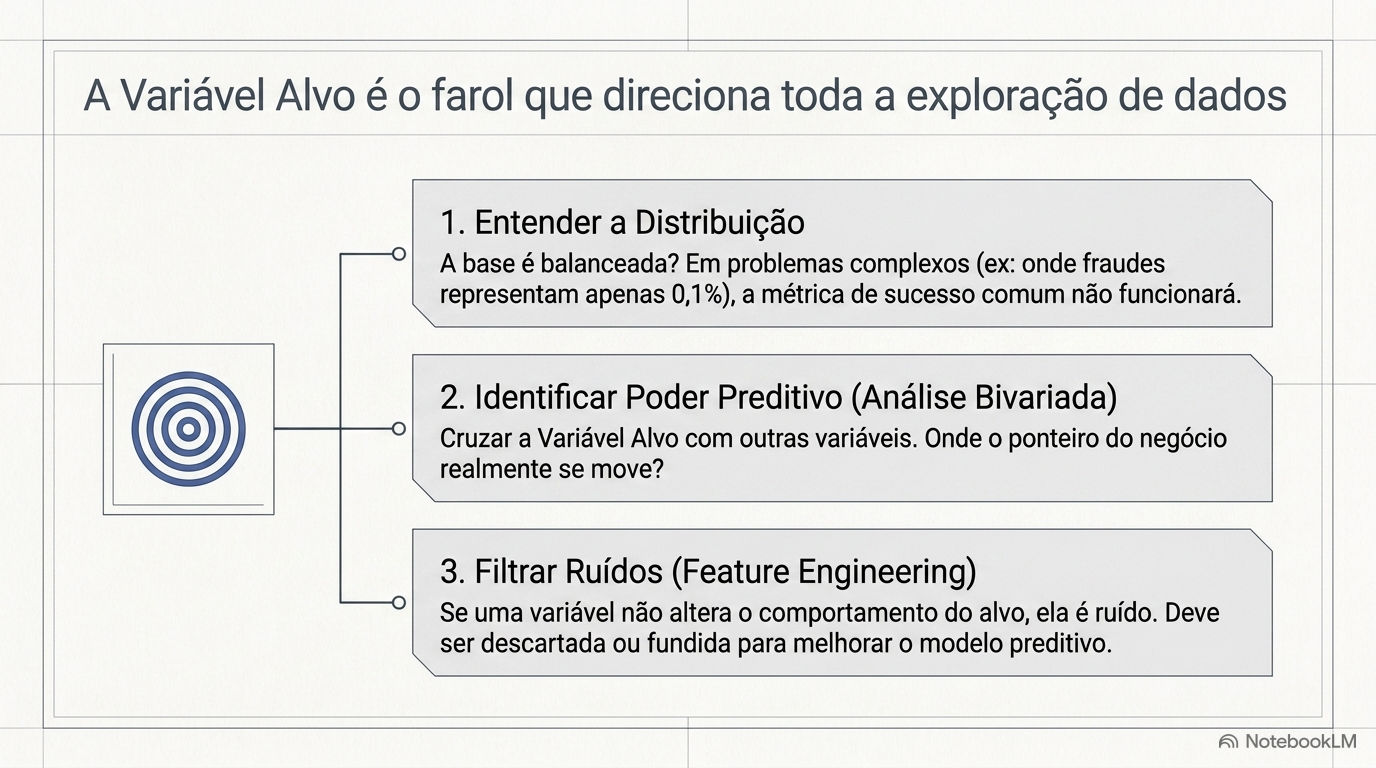 A Variável Alvo é o farol que direciona toda a exploração de dados
1. Entender a Distribuição
A base é balanceada? Em problemas complexos (ex: onde fraudes
representam apenas 0,1%), a métrica de sucesso comum não funcionará.
2. Identificar Poder Preditivo (Análise Bivariada)
Cruzar a Variável Alvo com outras variáveis. Onde o ponteiro do negócio
realmente se move?
3. Filtrar Ruídos (Feature Engineering)
Se uma variável não altera o comportamento do alvo, ela é ruído. Deve
ser descartada ou fundida para melhorar o modelo preditivo.
NotebookLM